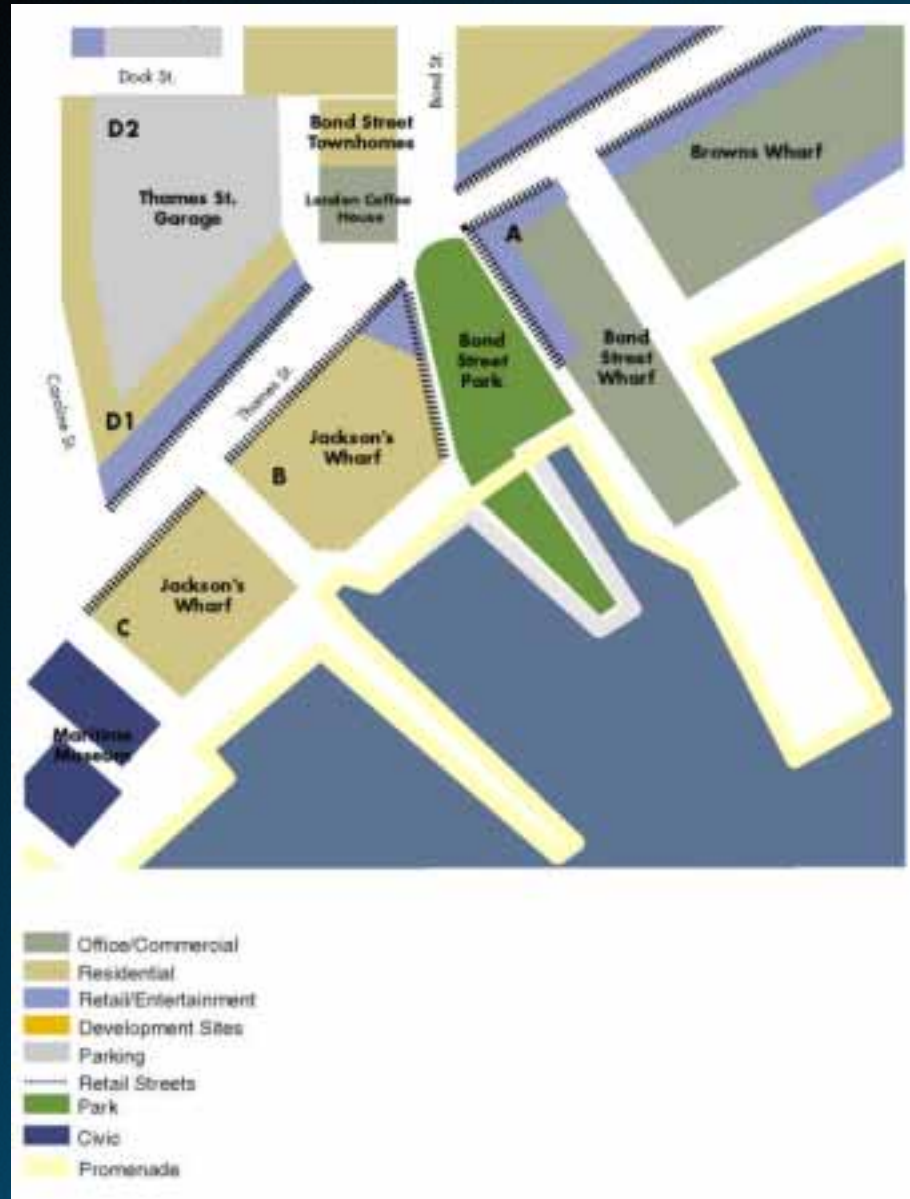 Dock St.
Bond St.
D2
Bond Street
Townhomes
Browns Wharf
Thames St.
Garage
London Coffee
House
A
Bond
Street
Park
Bond
Street
Wharf
Caroline St.
D1
Thames St.
Jackson's
Wharf
B
Jackson's
Wharf
C
Maritime
Museum
Office/Commercial
Residential
Retail/Entertainment
Development Sites
Parking
Retail Streets
Park
Civic
Promenade